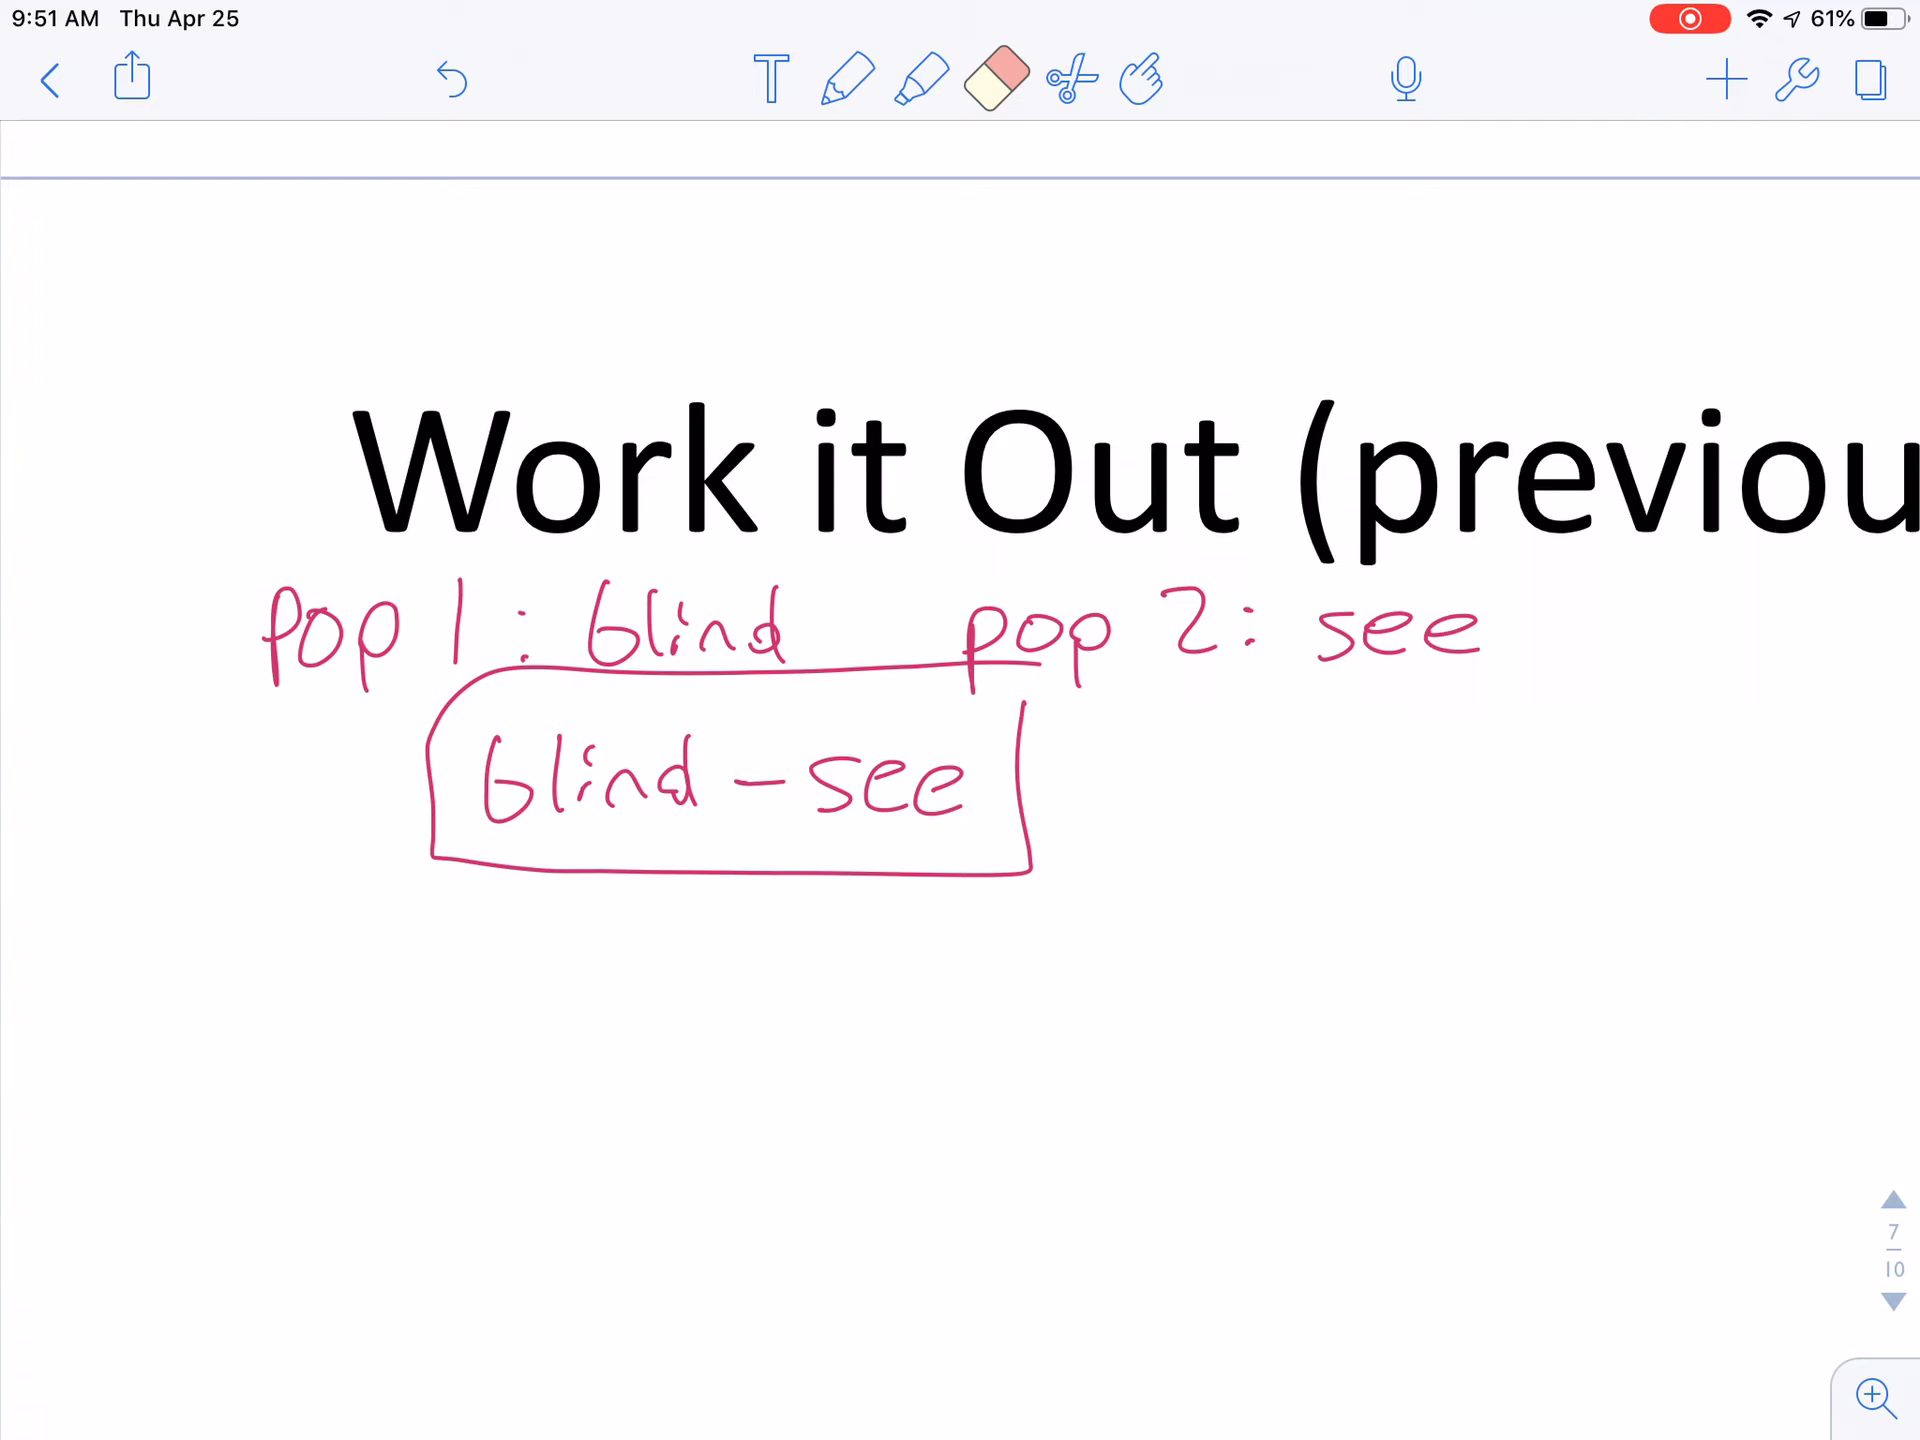 9:51 AM Thu Apr 25 61%
T
Work it Out (previou
pop 1: blind pop 2: see
blind - see
7
10